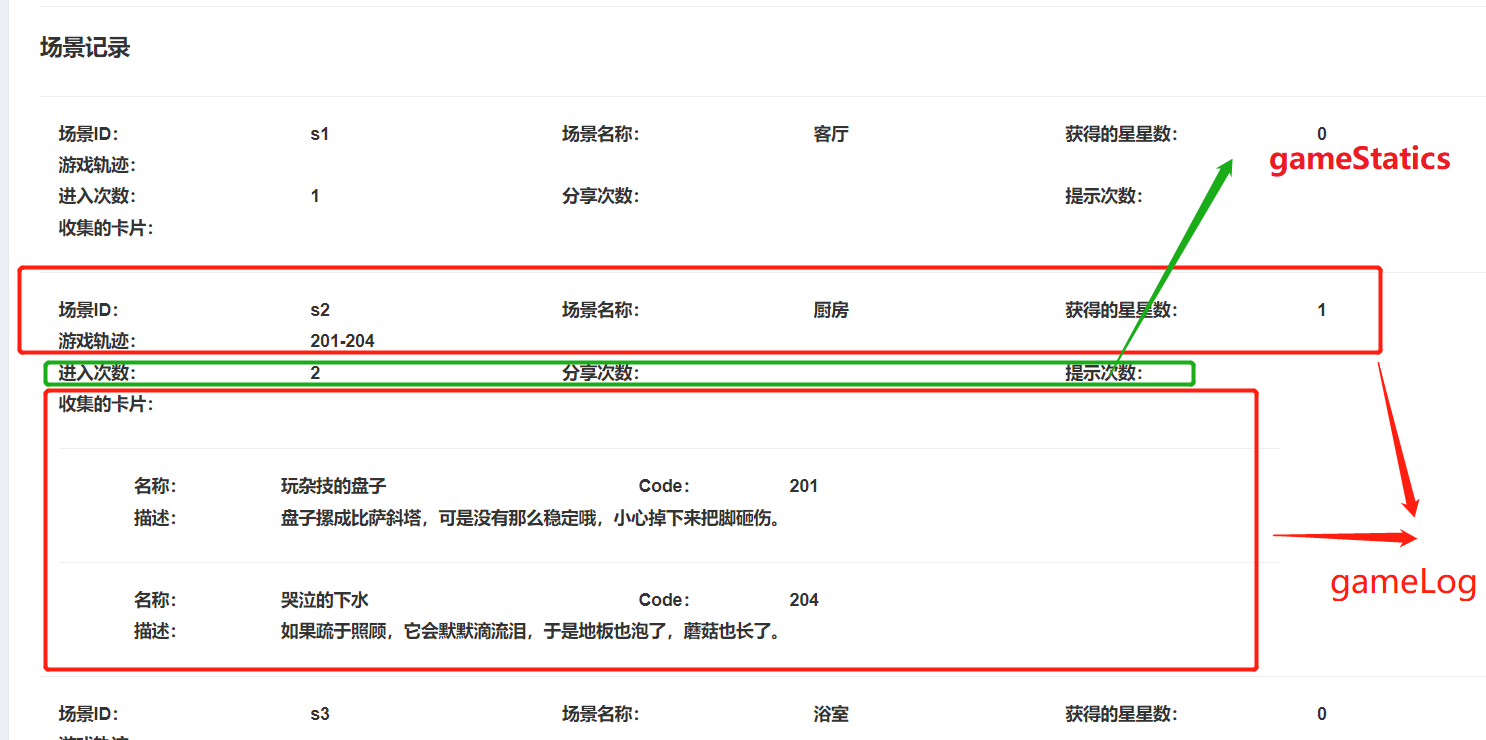 场景记录
场景ID： s1 场景名称： 客厅 获得的星星数： 0
gameStatics
游戏轨迹：
进入次数： 1 分享次数： 提示次数：
收集的卡片：
场景ID： s2 场景名称： 厨房 获得的星星数： 1
游戏轨迹： 201-204
进入次数： 2 分享次数： 提示次数：
收集的卡片：
名称： 玩杂技的盘子 Code： 201
描述： 盘子摞成比萨斜塔，可是没有那么稳定哦，小心掉下来把脚砸伤。
gameLog
名称： 哭泣的下水 Code： 204
描述： 如果疏于照顾，它会默默滴流泪，于是地板也泡了，蘑菇也长了。
场景ID： s3 场景名称： 浴室 获得的星星数： 0